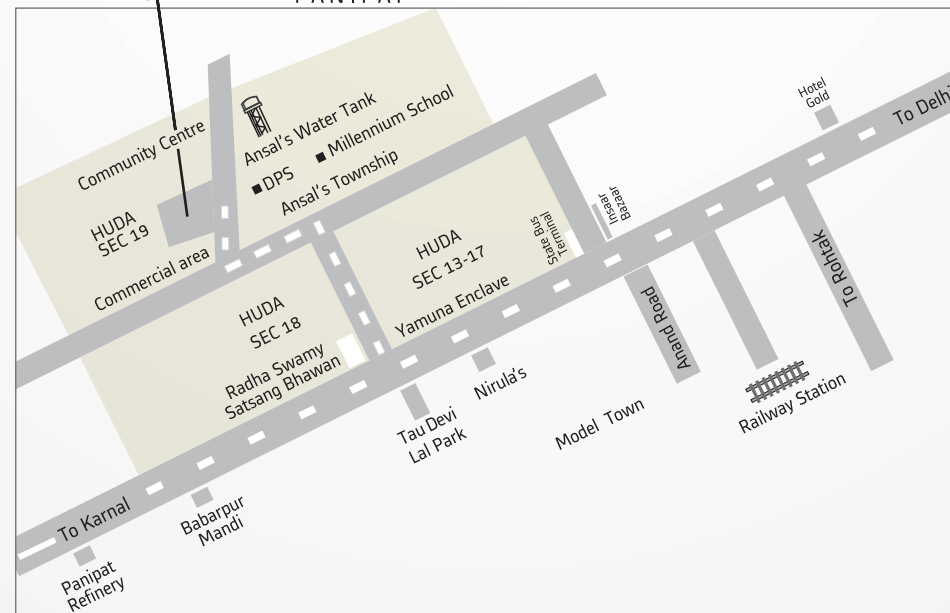 PANIPAT
Hotel
Gold
To Delhi
Community Centre
Ansal's Water Tank
Millennium School
DPS
Ansal's Township
HUDA
SEC 19
Commercial area
Insaar
Bazaar
State Bus
Terminal
HUDA
SEC 13-17
Yamuna Enclave
To Rohtak
HUDA
SEC 18
Radha Swamy
Satsang Bhawan
Anand Road
Nirula's
Tau Devi
Lal Park
Model Town
Railway Station
To Karnal
Babarpur
Mandi
Panipat
Refinery